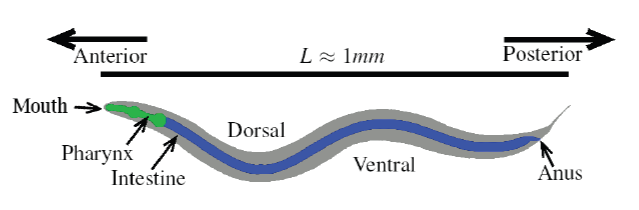 Anterior
L ≈ 1mm
Posterior
Mouth
Dorsal
Pharynx
Ventral
Intestine
Anus